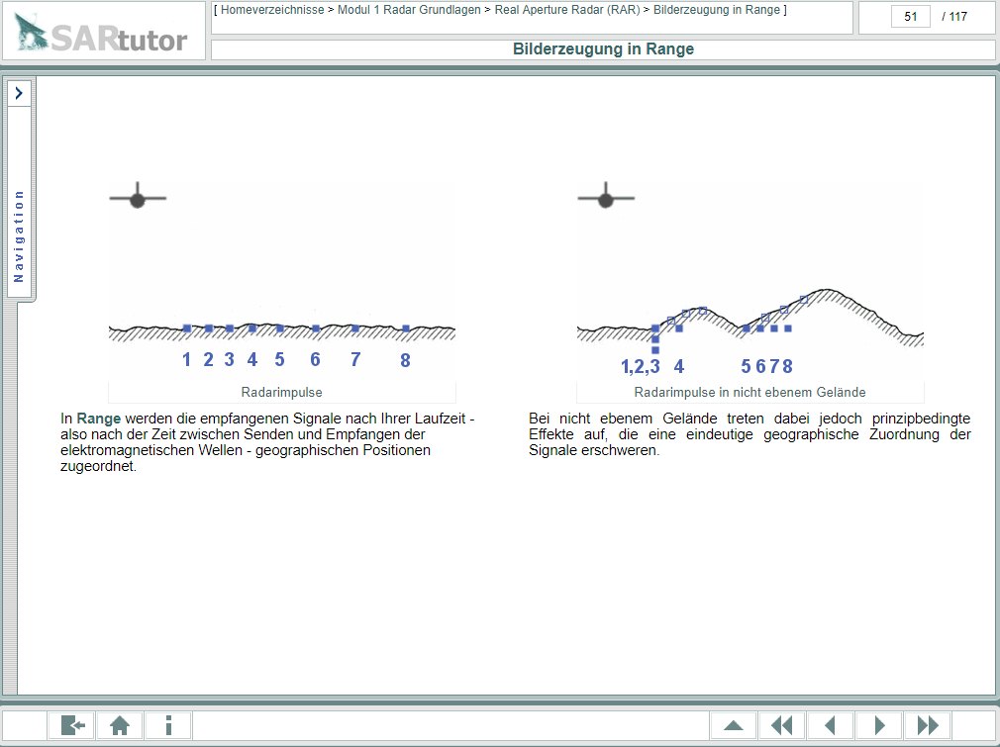 SARtutor
[ Homeverzeichnisse > Modul 1 Radar Grundlagen > Real Aperture Radar (RAR) > Bilderzeugung in Range ]
51 / 117
Bilderzeugung in Range
Navigation
1 2 3 4 5 6 7 8
Radarimpulse
In Range werden die empfangenen Signale nach Ihrer Laufzeit -
also nach der Zeit zwischen Senden und Empfangen der
elektromagnetischen Wellen - geographischen Positionen
zugeordnet.
1,2,3 4 5 6 7 8
Radarimpulse in nicht ebenem Gelände
Bei nicht ebenem Gelände treten dabei jedoch prinzipbedingte
Effekte auf, die eine eindeutige geographische Zuordnung der
Signale erschweren.